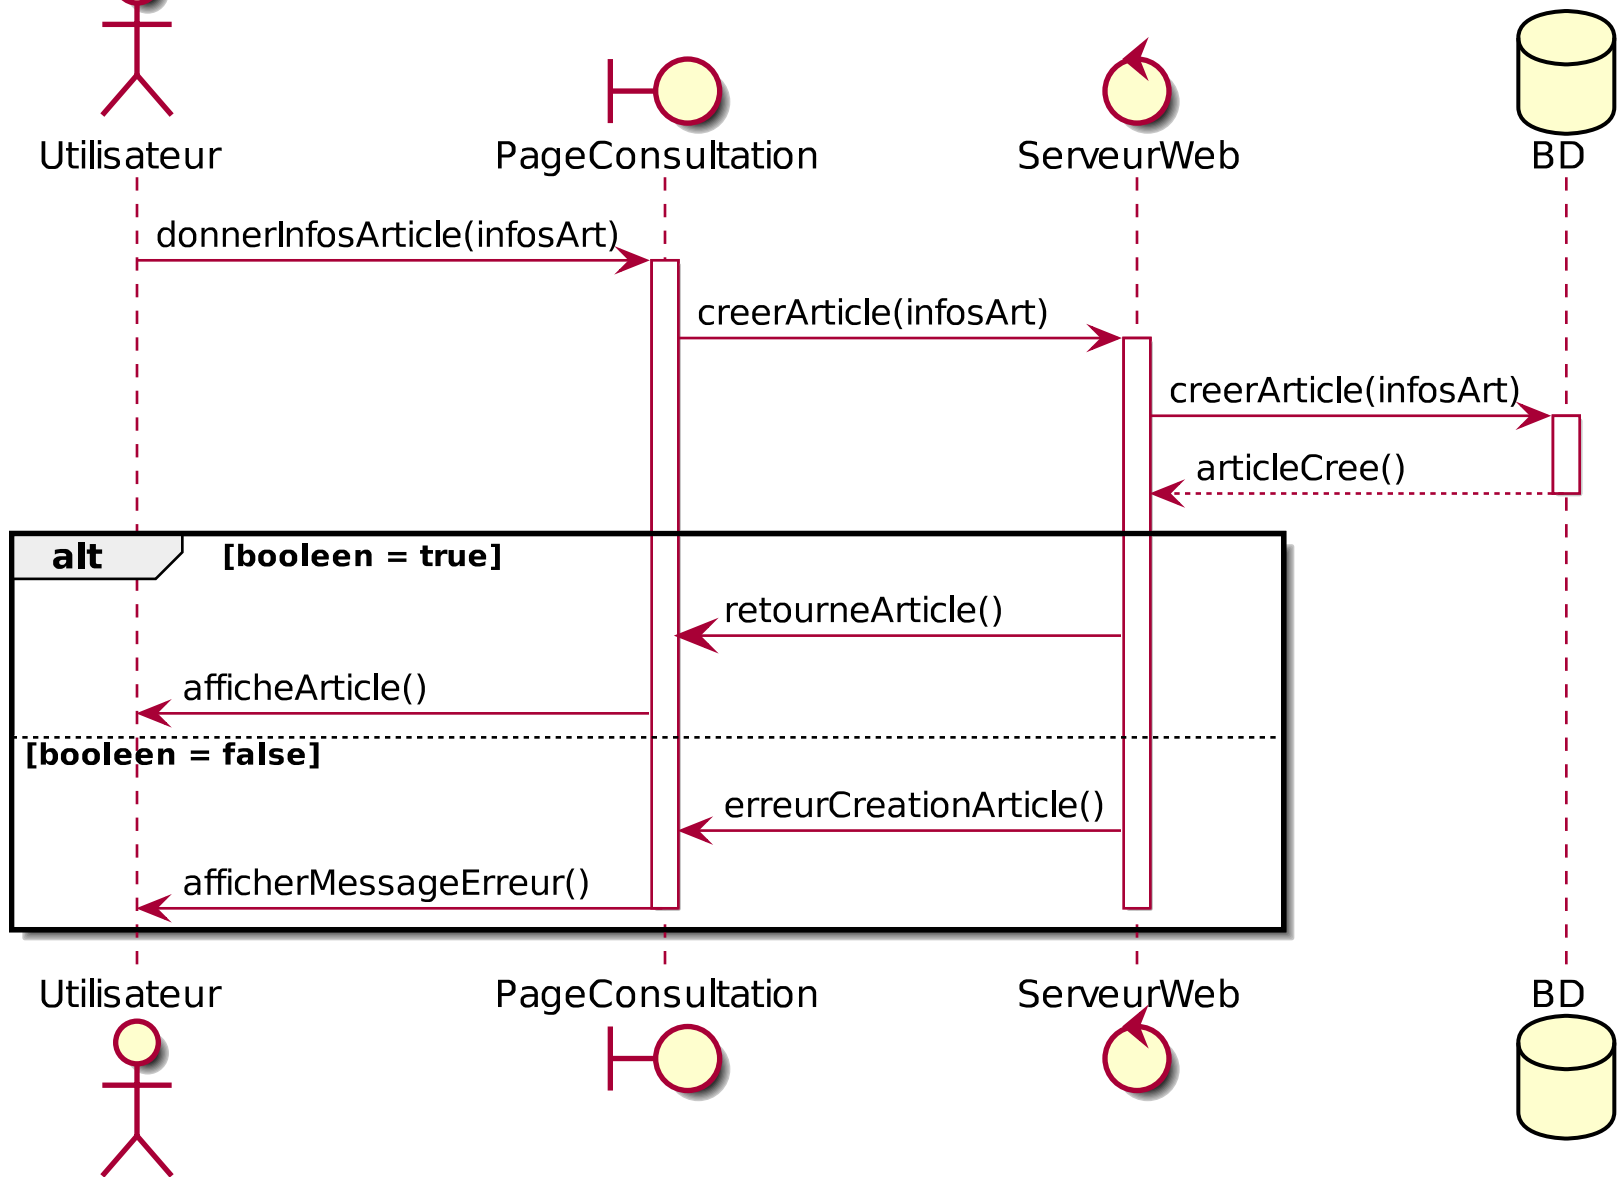 Utilisateur
PageConsultation
ServeurWeb
BD
donnerInfosArticle(infosArt)
creerArticle(infosArt)
creerArticle(infosArt)
articleCree()
alt
[booleen = true]
retourneArticle()
afficheArticle()
[booleen = false]
erreurCreationArticle()
afficherMessageErreur()
Utilisateur
PageConsultation
ServeurWeb
BD